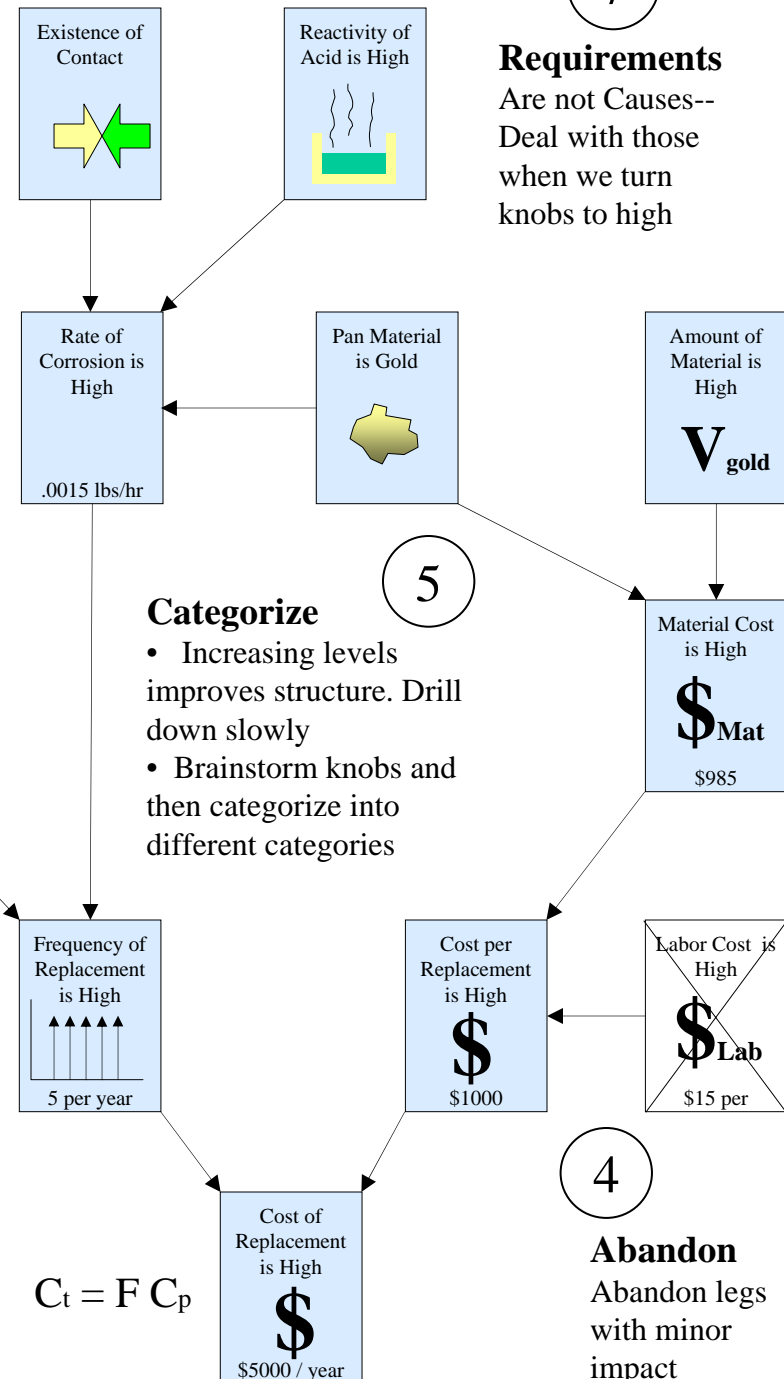 Existence of
Contact
Reactivity of
Acid is High
Requirements
Are not Causes--
Deal with those
when we turn
knobs to high
Rate of
Corrosion is
High
.0015 lbs/hr
Pan Material
is Gold
Amount of
Material is
High
V gold
5
Categorize
• Increasing levels
improves structure. Drill
down slowly
• Brainstorm knobs and
then categorize into
different categories
Material Cost
is High
$Mat
$985
Frequency of
Replacement
is High
5 per year
Cost per
Replacement
is High
$
$1000
Labor Cost is
High
$Lab
$15 per
4
Abandon
Abandon legs
with minor
impact
Cost of
Replacement
is High
$
$5000 / year
Ct = F Cp